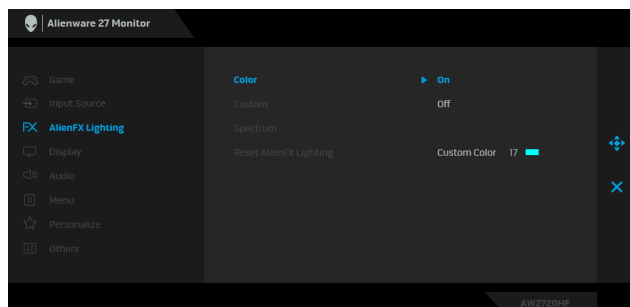 Alienware 27 Monitor
Game
Input Source
AlienFX Lighting
Display
Audio
Menu
Personalize
Others
Color
Custom
Spectrum
Reset AlienFX Lighting
On
Off
Custom Color 17
AW2720HF